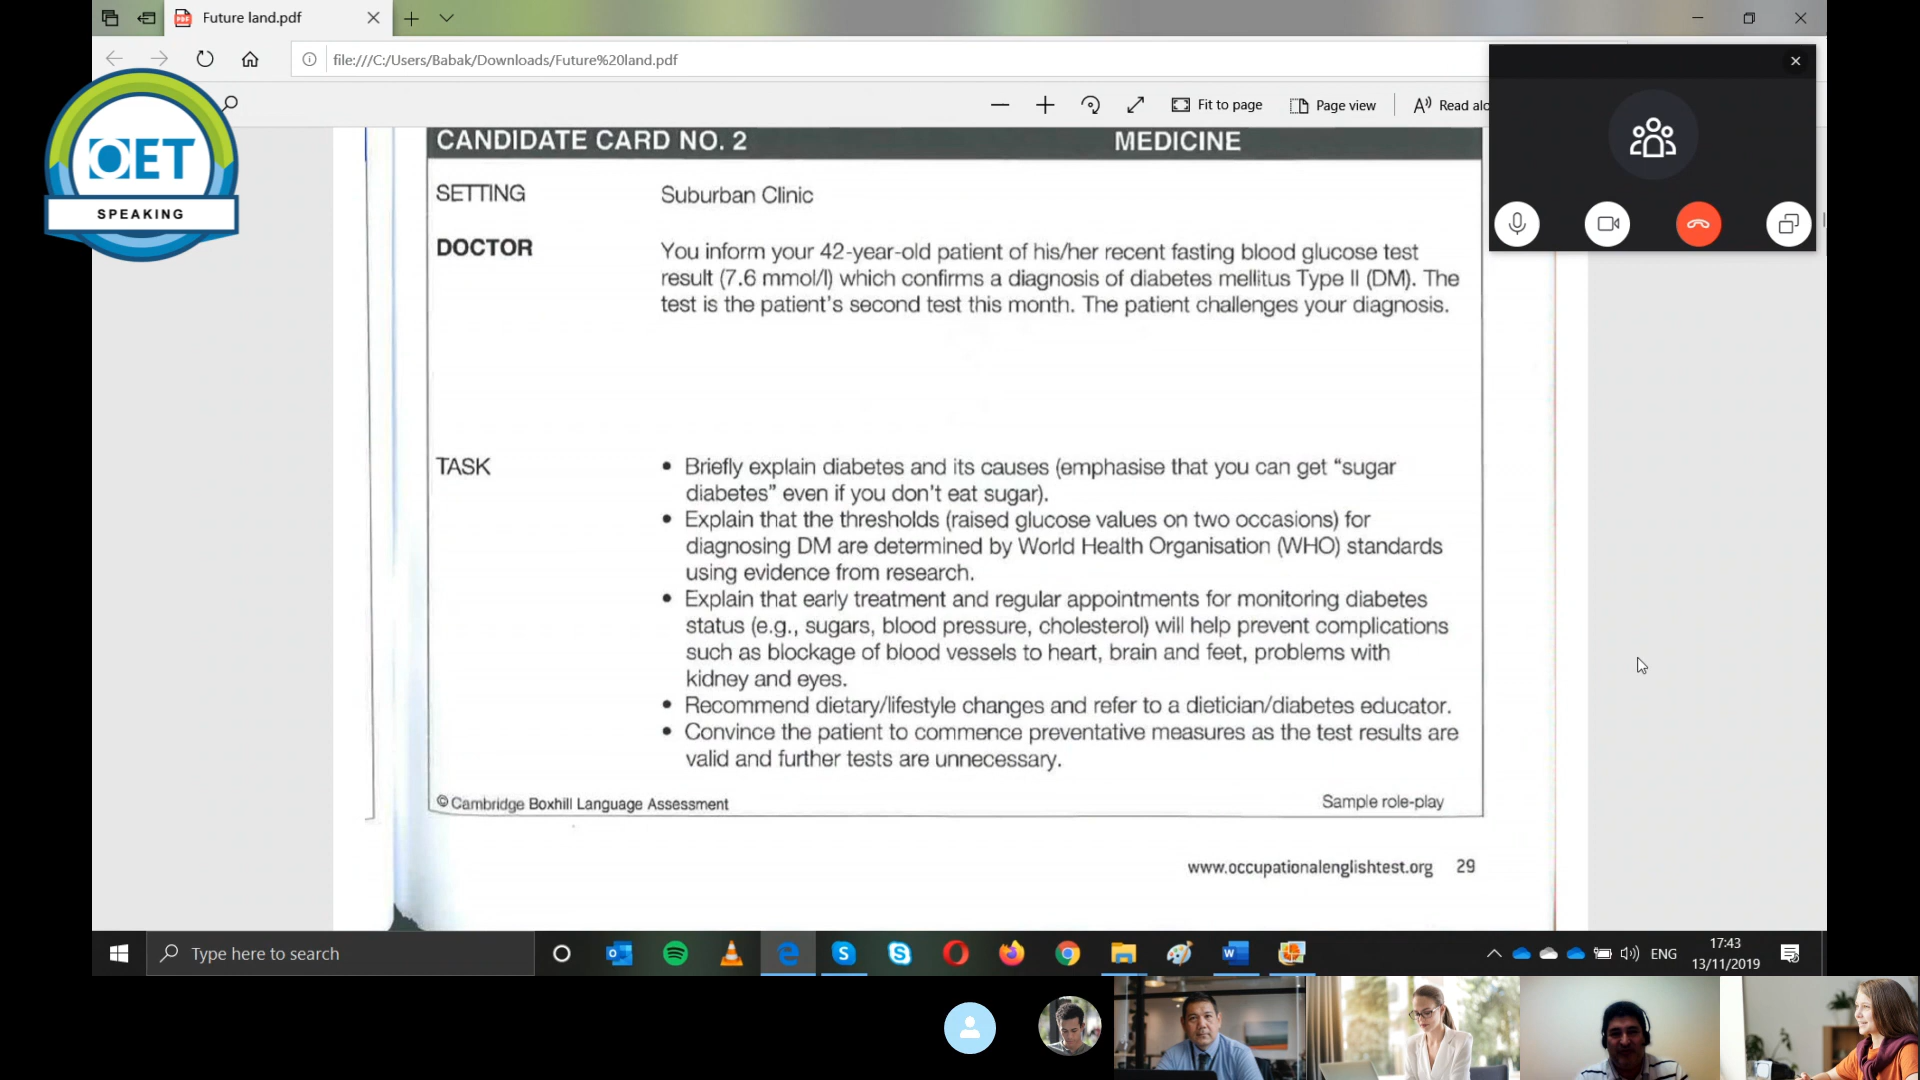 Future land.pdf
file:///C:/Users/Babak/Downloads/Future%20land.pdf
Fit to page
Page view
Read alo
OET
SPEAKING
CANDIDATE CARD NO. 2 MEDICINE
SETTING Suburban Clinic
DOCTOR You inform your 42-year-old patient of his/her recent fasting blood glucose test
result (7.6 mmol/l) which confirms a diagnosis of diabetes mellitus Type II (DM). The
test is the patient's second test this month. The patient challenges your diagnosis.
TASK • Briefly explain diabetes and its causes (emphasise that you can get “sugar
diabetes” even if you don't eat sugar).
• Explain that the thresholds (raised glucose values on two occasions) for
diagnosing DM are determined by World Health Organisation (WHO) standards
using evidence from research.
• Explain that early treatment and regular appointments for monitoring diabetes
status (e.g., sugars, blood pressure, cholesterol) will help prevent complications
such as blockage of blood vessels to heart, brain and feet, problems with
kidney and eyes.
• Recommend dietary/lifestyle changes and refer to a dietician/diabetes educator.
• Convince the patient to commence preventative measures as the test results are
valid and further tests are unnecessary.
© Cambridge Boxhill Language Assessment Sample role-play
www.occupationalenglishtest.org 29
Type here to search
ENG
17:43
13/11/2019